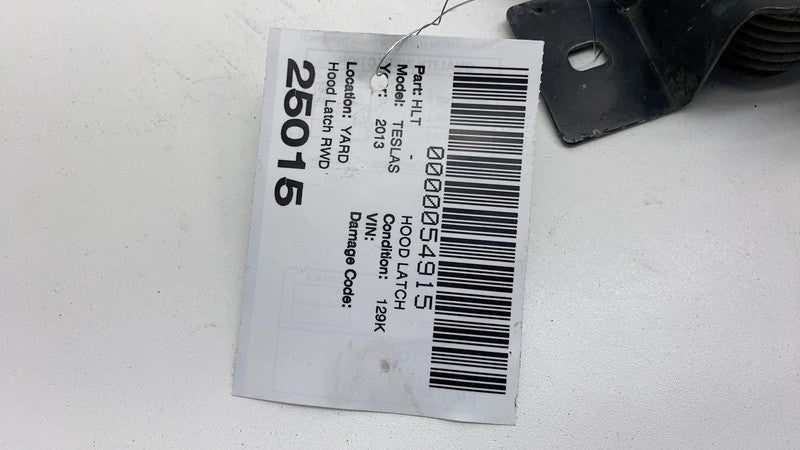 0000054915
Part: HLT - HOOD LATCH
Model: TESLAS Condition: 129K
Year: 2013 VIN:
Damage Code:
Location: YARD
Hood Latch RWD
25015